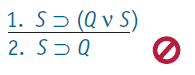 1. S ⊃ (Q v S)
2. S ⊃ Q